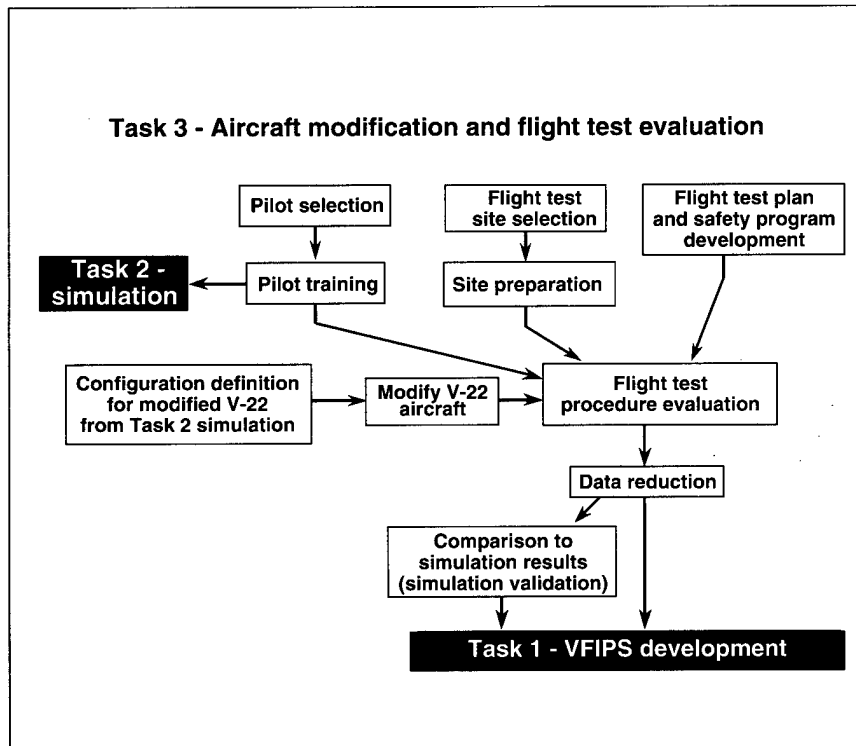 Task 3 - Aircraft modification and flight test evaluation
Pilot selection
Flight test
site selection
Flight test plan
and safety program
development
Task 2 -
simulation
Pilot training
Site preparation
Configuration definition
for modified V-22
from Task 2 simulation
Modify V-22
aircraft
Flight test
procedure evaluation
Data reduction
Comparison to
simulation results
(simulation validation)
Task 1 - VFIPS development